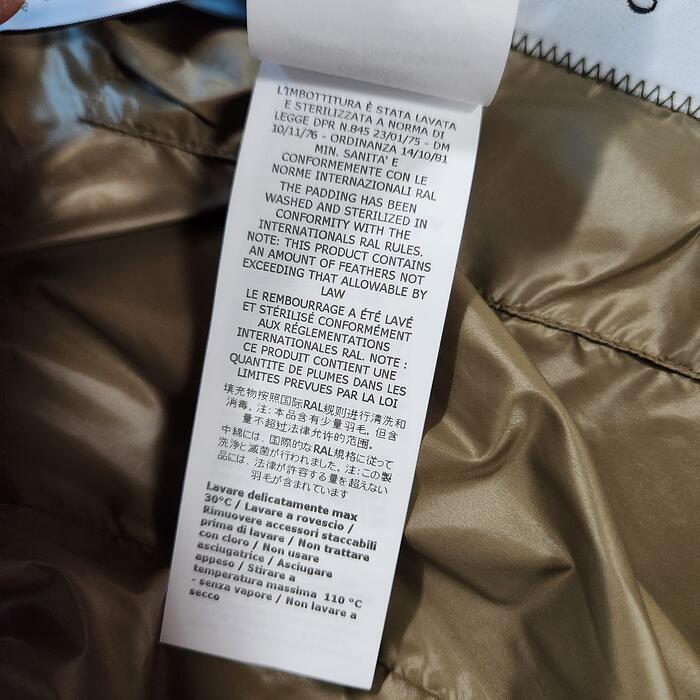 L'IMBOTTITURA È STATA LAVATA
E STERILIZZATA A NORMA DI
LEGGE DPR N.845 23/01/75 - DM
10/11/76 - ORDINANZA 14/10/81
MIN. SANITA' E
CONFORMEMENTE CON LE
NORME INTERNAZIONALI RAL
THE PADDING HAS BEEN
WASHED AND STERILIZED IN
CONFORMITY WITH THE
INTERNATIONALS RAL RULES.
NOTE: THIS PRODUCT CONTAINS
AN AMOUNT OF FEATHERS NOT
EXCEEDING THAT ALLOWABLE BY
LAW
LE REMBOURRAGE A ÉTÉ LAVÉ
ET STÉRILISÉ CONFORMÉMENT
AUX RÉGLEMENTATIONS
INTERNATIONALES RAL. NOTE :
CE PRODUIT CONTIENT UNE
QUANTITE DE PLUMES DANS LES
LIMITES PREVUES PAR LA LOI
填充物按照国际RAL规则进行清洗和
消毒。注：本品含有少量羽毛，但含
量不超过法律允许的范围。
中綿には、国際的なRAL規格に従って
洗浄と滅菌が行われました。注：この製
品には、法律が許容する量を超えない
羽毛が含まれています
Lavare delicatamente max
30°C / Lavare a rovescio /
Rimuovere accessori staccabili
prima di lavare / Non trattare
con cloro / Non usare
asciugatrice / Asciugare
appeso / Stirare a
temperatura massima 110 °C
- senza vapore / Non lavare a
secco